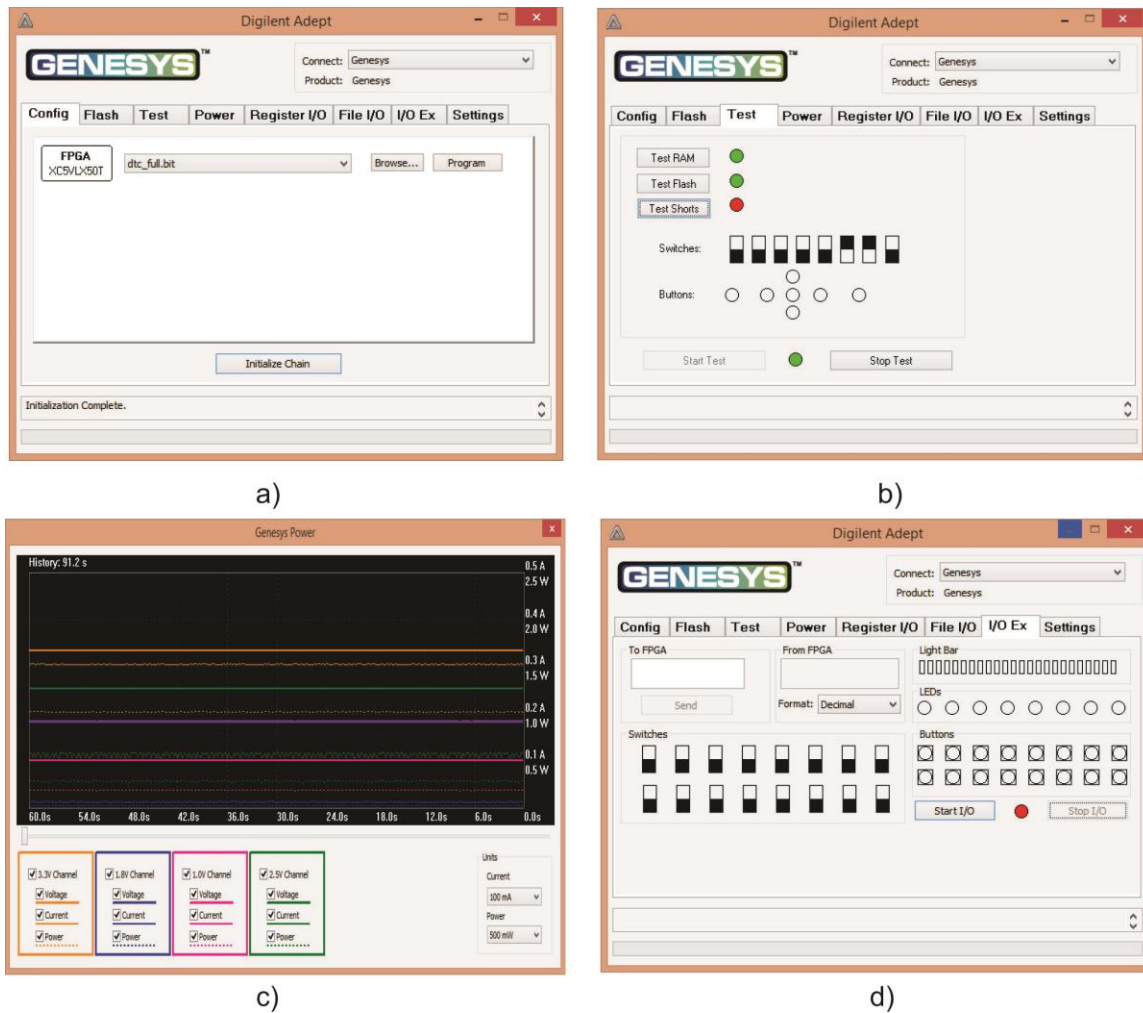 Digilent Adept
GENESYS™
Connect: Genesys
Product: Genesys
Config Flash Test Power Register I/O File I/O I/O Ex Settings
FPGA
XC5VLX50T
dtc_full.bit
Browse...
Program
Initialize Chain
Initialization Complete.
a)
Digilent Adept
GENESYS™
Connect: Genesys
Product: Genesys
Config Flash Test Power Register I/O File I/O I/O Ex Settings
Test RAM
Test Flash
Test Shorts
Switches:
Buttons:
Start Test
Stop Test
b)
Genesys Power
x
History: 91.2 s
0.5 A
2.5 W
0.4 A
2.0 W
0.3 A
1.5 W
0.2 A
1.0 W
0.1 A
0.5 W
60.0s 54.0s 48.0s 42.0s 36.0s 30.0s 24.0s 18.0s 12.0s 6.0s 0.0s
3.3V Channel
Voltage
Current
Power
1.8V Channel
Voltage
Current
Power
1.0V Channel
Voltage
Current
Power
2.5V Channel
Voltage
Current
Power
Units
Current
100 mA
Power
500 mW
c)
Digilent Adept
GENESYS™
Connect: Genesys
Product: Genesys
Config Flash Test Power Register I/O File I/O I/O Ex Settings
To FPGA
Send
From FPGA
Format: Decimal
Light Bar
LEDs
Switches
Buttons
Start I/O
Stop I/O
d)